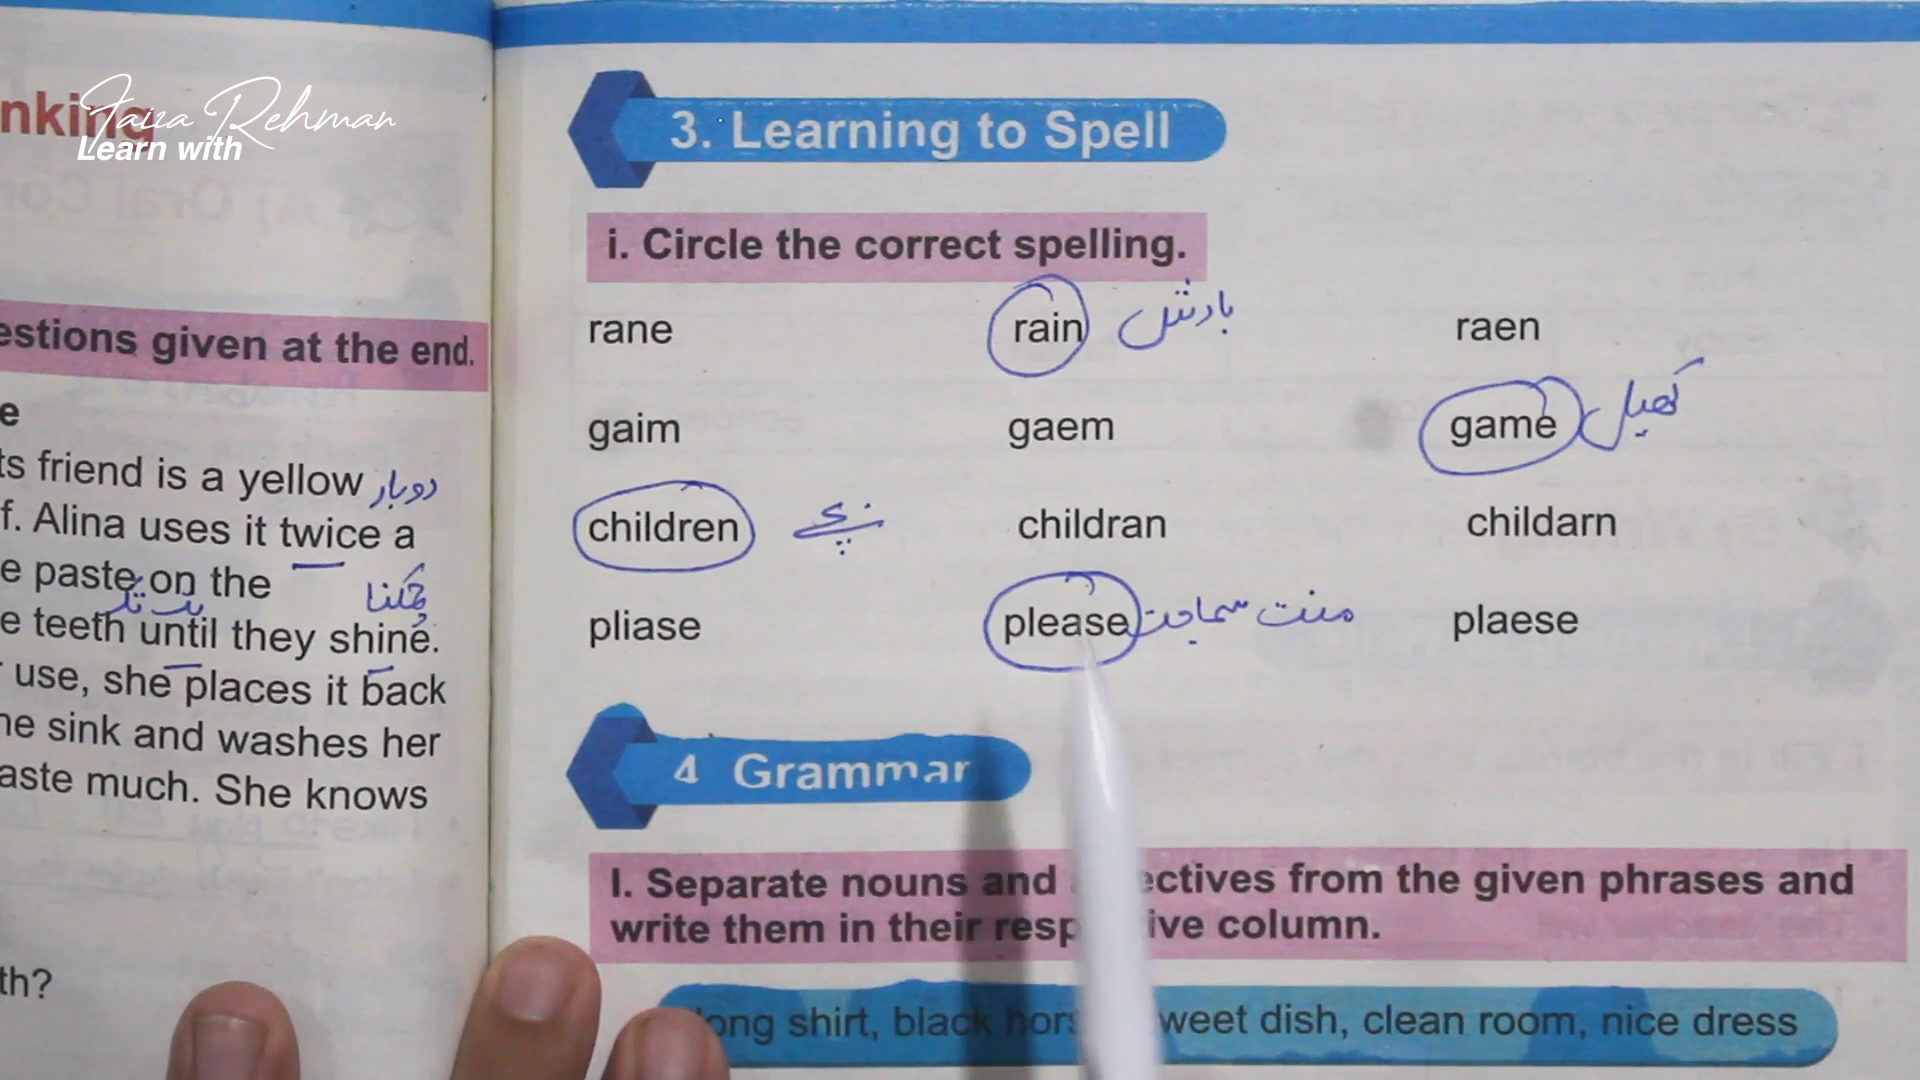 Faiza Rehman
Learn with
nking
estions given at the end.
e
ts friend is a yellow
دوبار
f. Alina uses it twice a
e paste on the
چمکنا
e teeth until they shine.
use, she places it back
he sink and washes her
aste much. She knows
th?
3. Learning to Spell
i. Circle the correct spelling.
rane rain بارش raen
gaim gaem game کھیل
children بچے childran childarn
pliase please منت سماجت plaese
4 Grammar
I. Separate nouns and ectives from the given phrases and
write them in their resp ive column.
ong shirt, black hors weet dish, clean room, nice dress